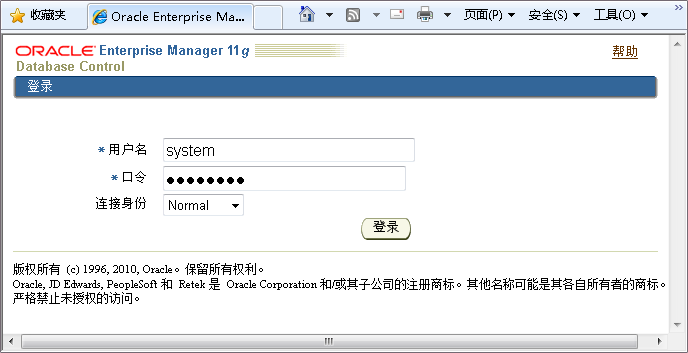 收藏夹
Oracle Enterprise Ma...
页面(P)
安全(S)
工具(O)
ORACLE Enterprise Manager 11g
Database Control
帮助
登录
* 用户名 system
* 口令 ●●●●●●●●
连接身份 Normal
登录
版权所有 (c) 1996, 2010, Oracle。保留所有权利。
Oracle, JD Edwards, PeopleSoft 和 Retek 是 Oracle Corporation 和/或其子公司的注册商标。其他名称可能是其各自所有者的商标。
严格禁止未授权的访问。